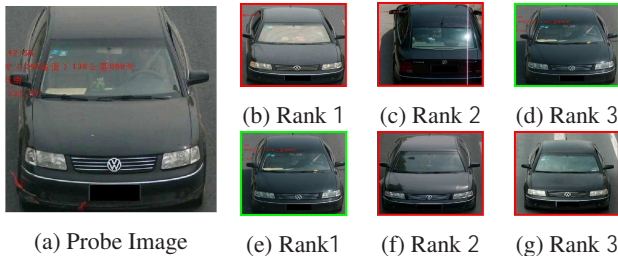 (b) Rank 1
(c) Rank 2
(d) Rank 3
(a) Probe Image
(e) Rank1
(f) Rank 2
(g) Rank 3